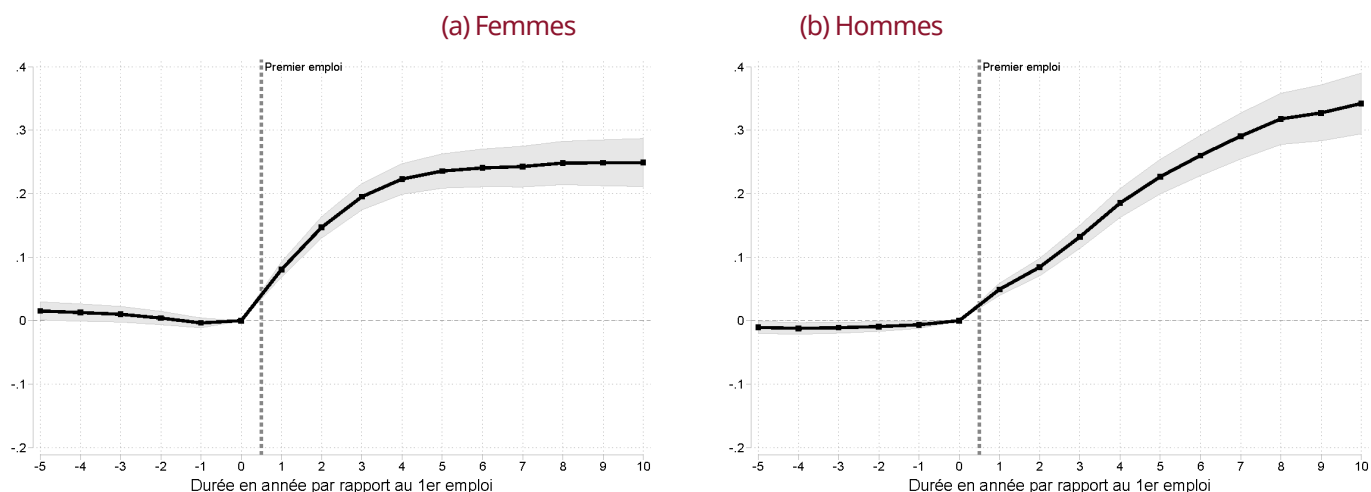 (a) Femmes
Premier emploi
.4
.3
.2
.1
0
-.1
-.2
-5 -4 -3 -2 -1 0 1 2 3 4 5 6 7 8 9 10
Durée en année par rapport au 1er emploi
(b) Hommes
Premier emploi
.4
.3
.2
.1
0
-.1
-.2
-5 -4 -3 -2 -1 0 1 2 3 4 5 6 7 8 9 10
Durée en année par rapport au 1er emploi